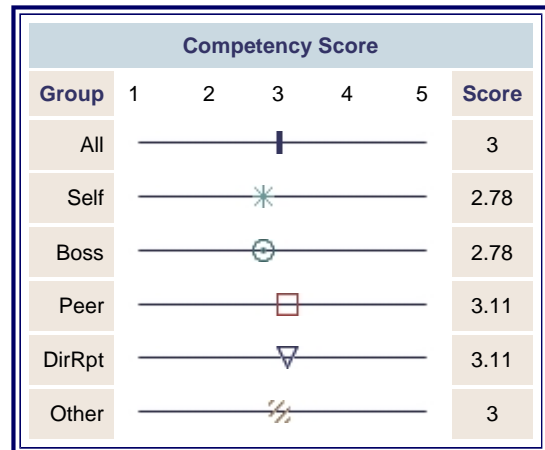 Competency Score
Group 1 2 3 4 5 Score
All 3
Self 2.78
Boss 2.78
Peer 3.11
DirRpt 3.11
Other 3